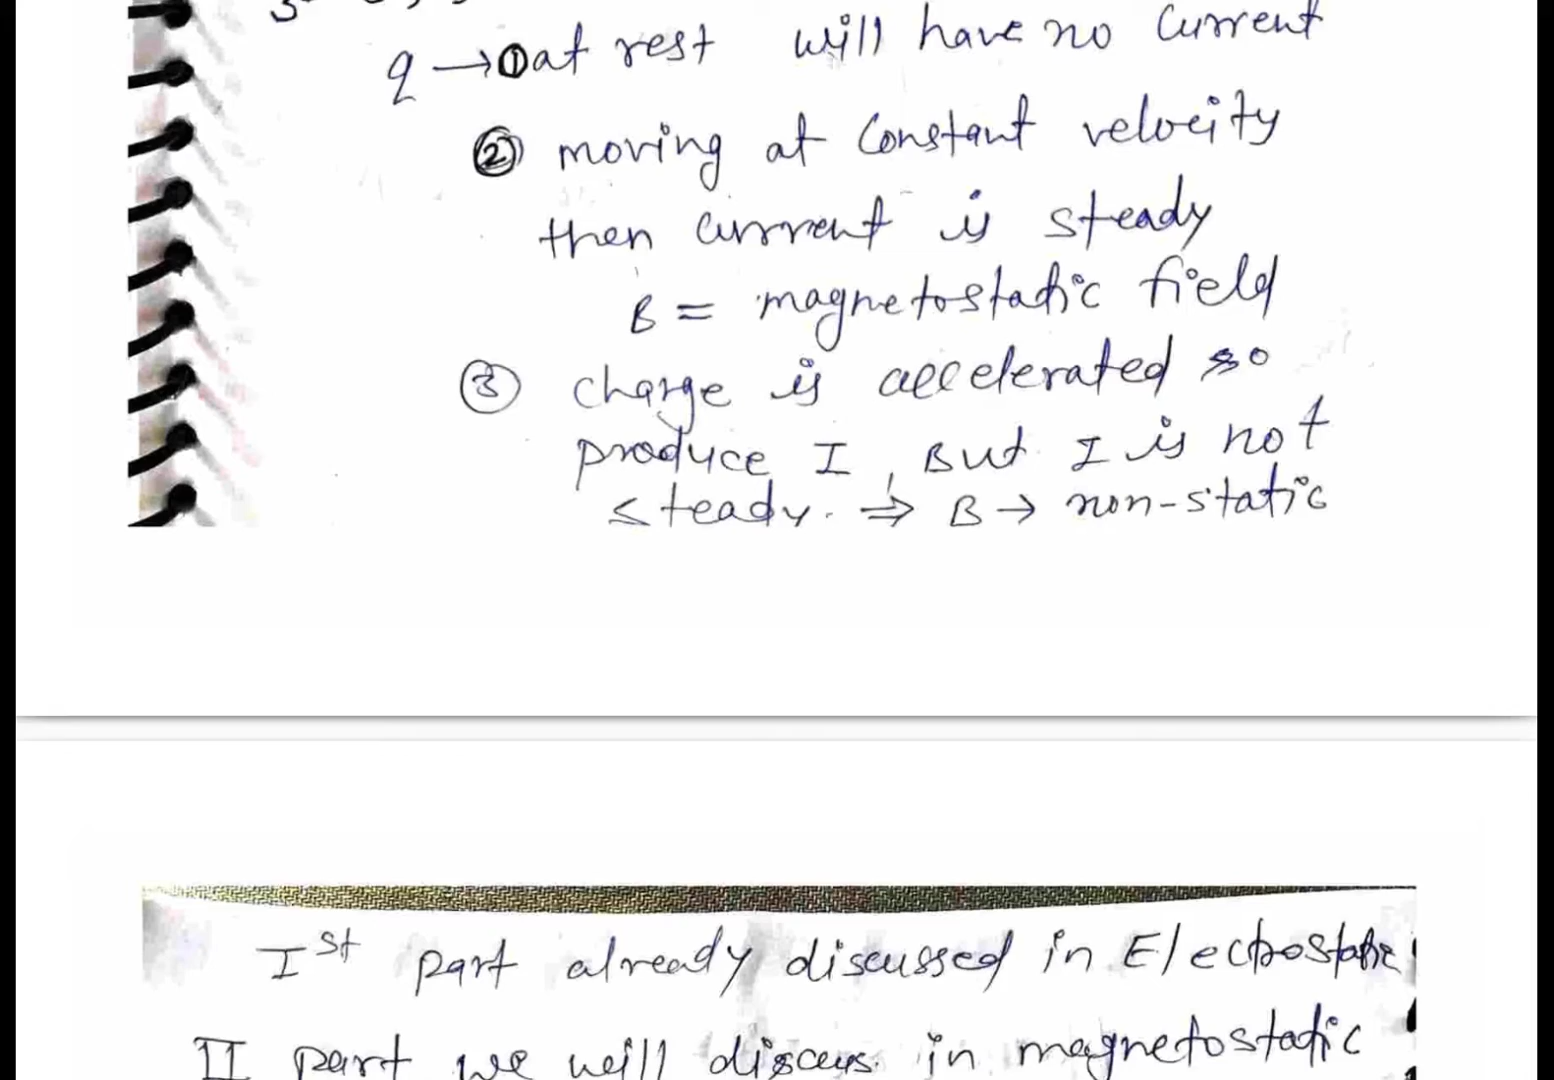 q → ① at rest will have no current
② moving at Constant velocity
then current is steady
B = magnetostatic field
③ charge is accelerated so
produce I, But I is not
steady. ⇒ B → non-static
Ist part already discussed in Electrostatic
II part we will discuss in magnetostatic